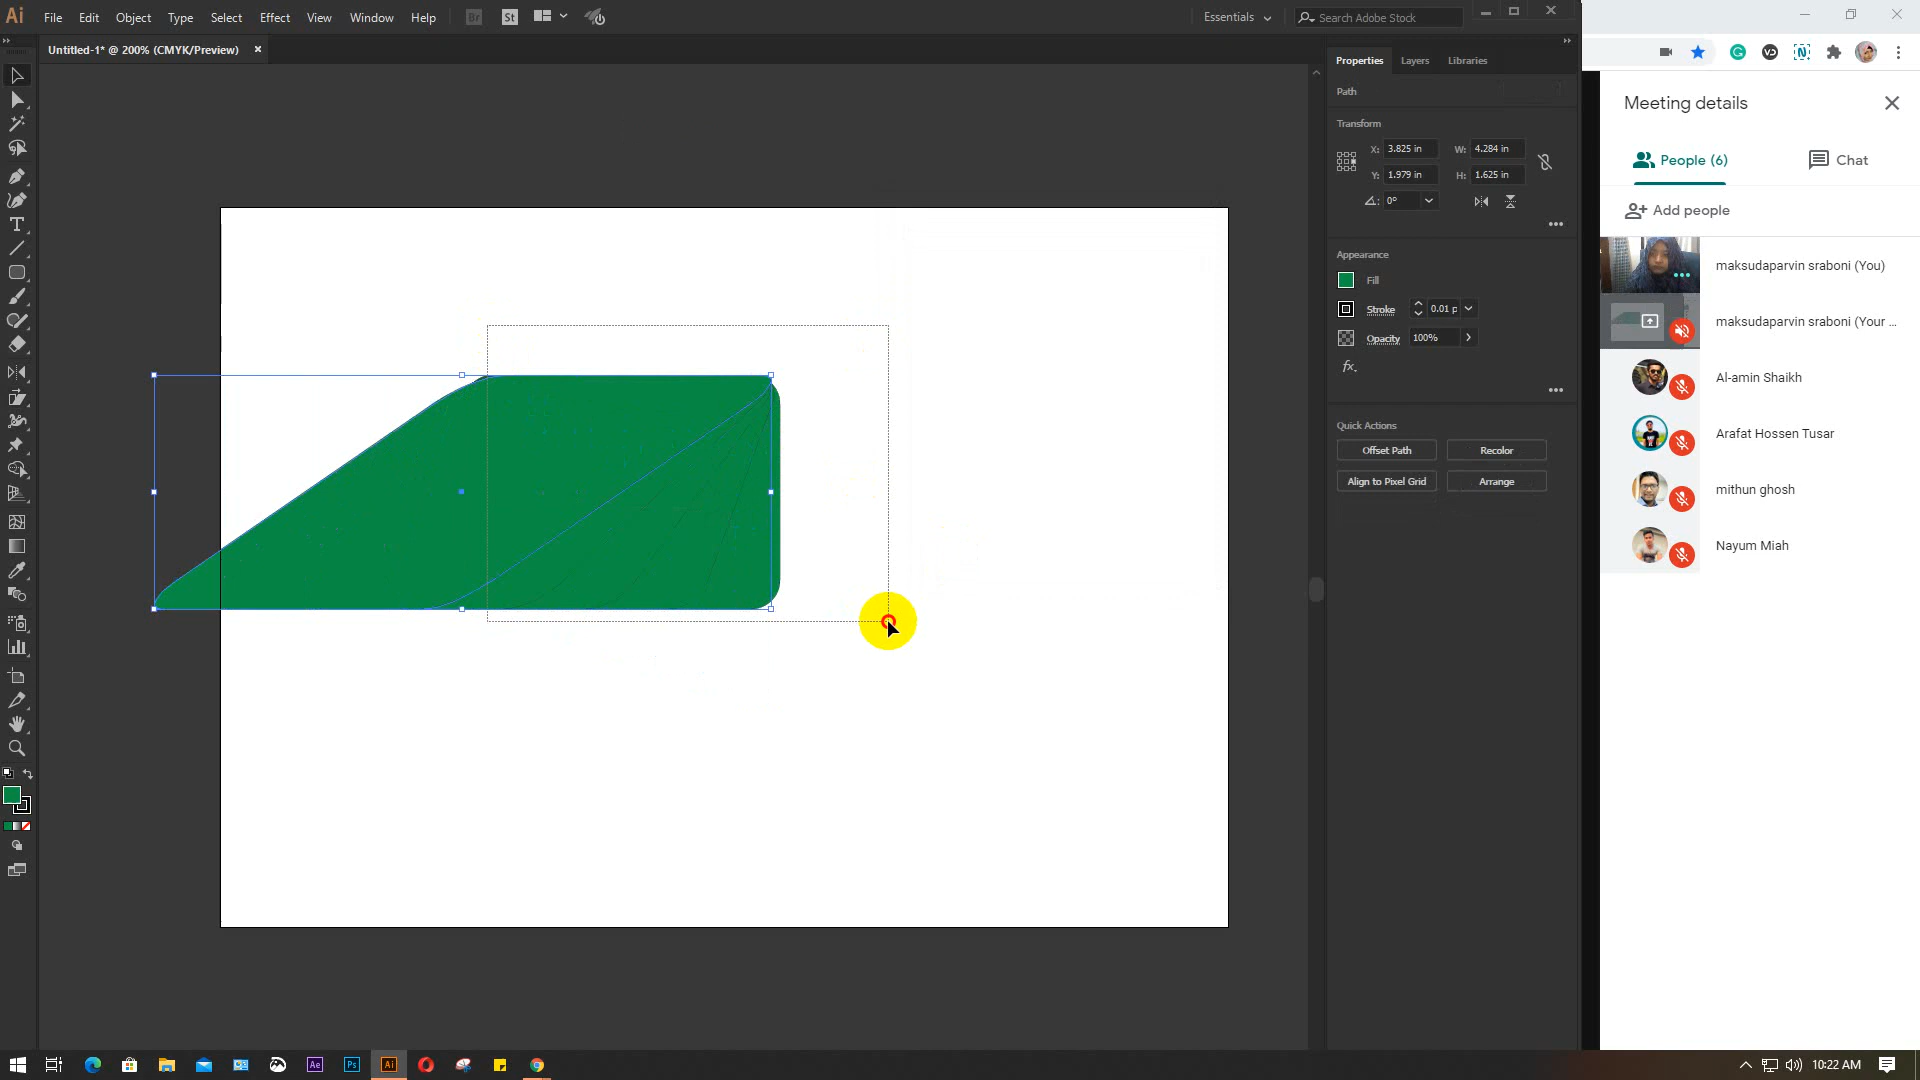 Ai File Edit Object Type Select Effect View Window Help Br St Essentials Search Adobe Stock
Untitled-1* @ 200% (CMYK/Preview) ×
Properties Layers Libraries
Path
Transform
X: 3.825 in W: 4.284 in
Y: 1.979 in H: 1.625 in
0°
Appearance
Fill
Stroke 0.01 p
Opacity 100%
fx.
Quick Actions
Offset Path Recolor
Align to Pixel Grid Arrange
Meeting details
People (6) Chat
Add people
maksudaparvin sraboni (You)
maksudaparvin sraboni (Your ...
Al-amin Shaikh
Arafat Hossen Tusar
mithun ghosh
Nayum Miah
Ae Ps Ai 10:22 AM